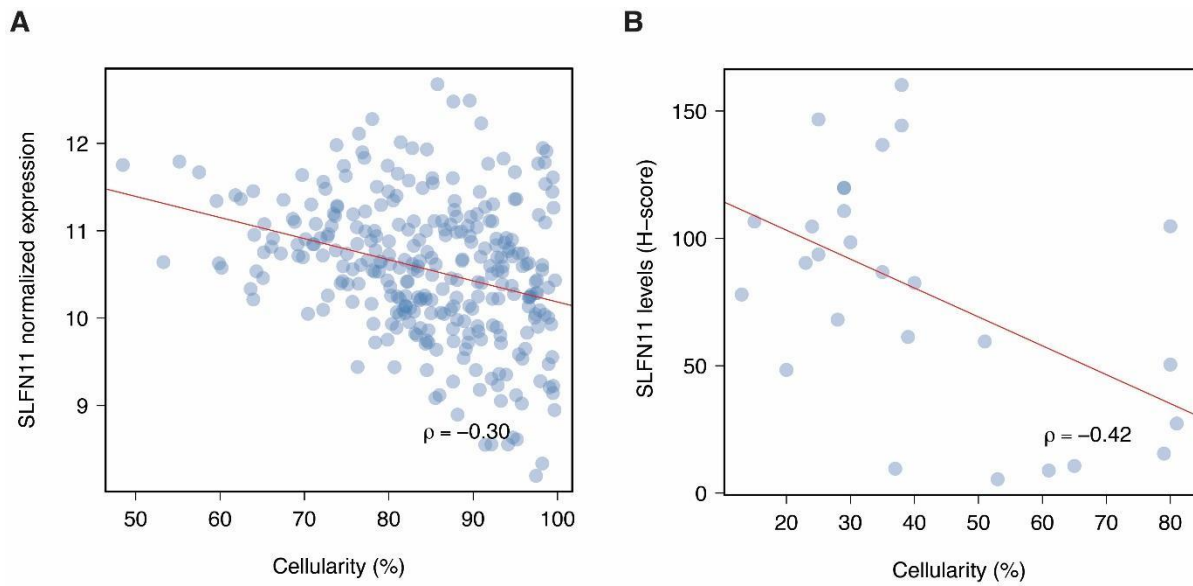 A
SLFN11 normalized expression
12
11
10
9
50 60 70 80 90 100
Cellularity (%)
ρ = −0.30
B
SLFN11 levels (H-score)
150
100
50
0
20 30 40 50 60 70 80
Cellularity (%)
ρ = −0.42